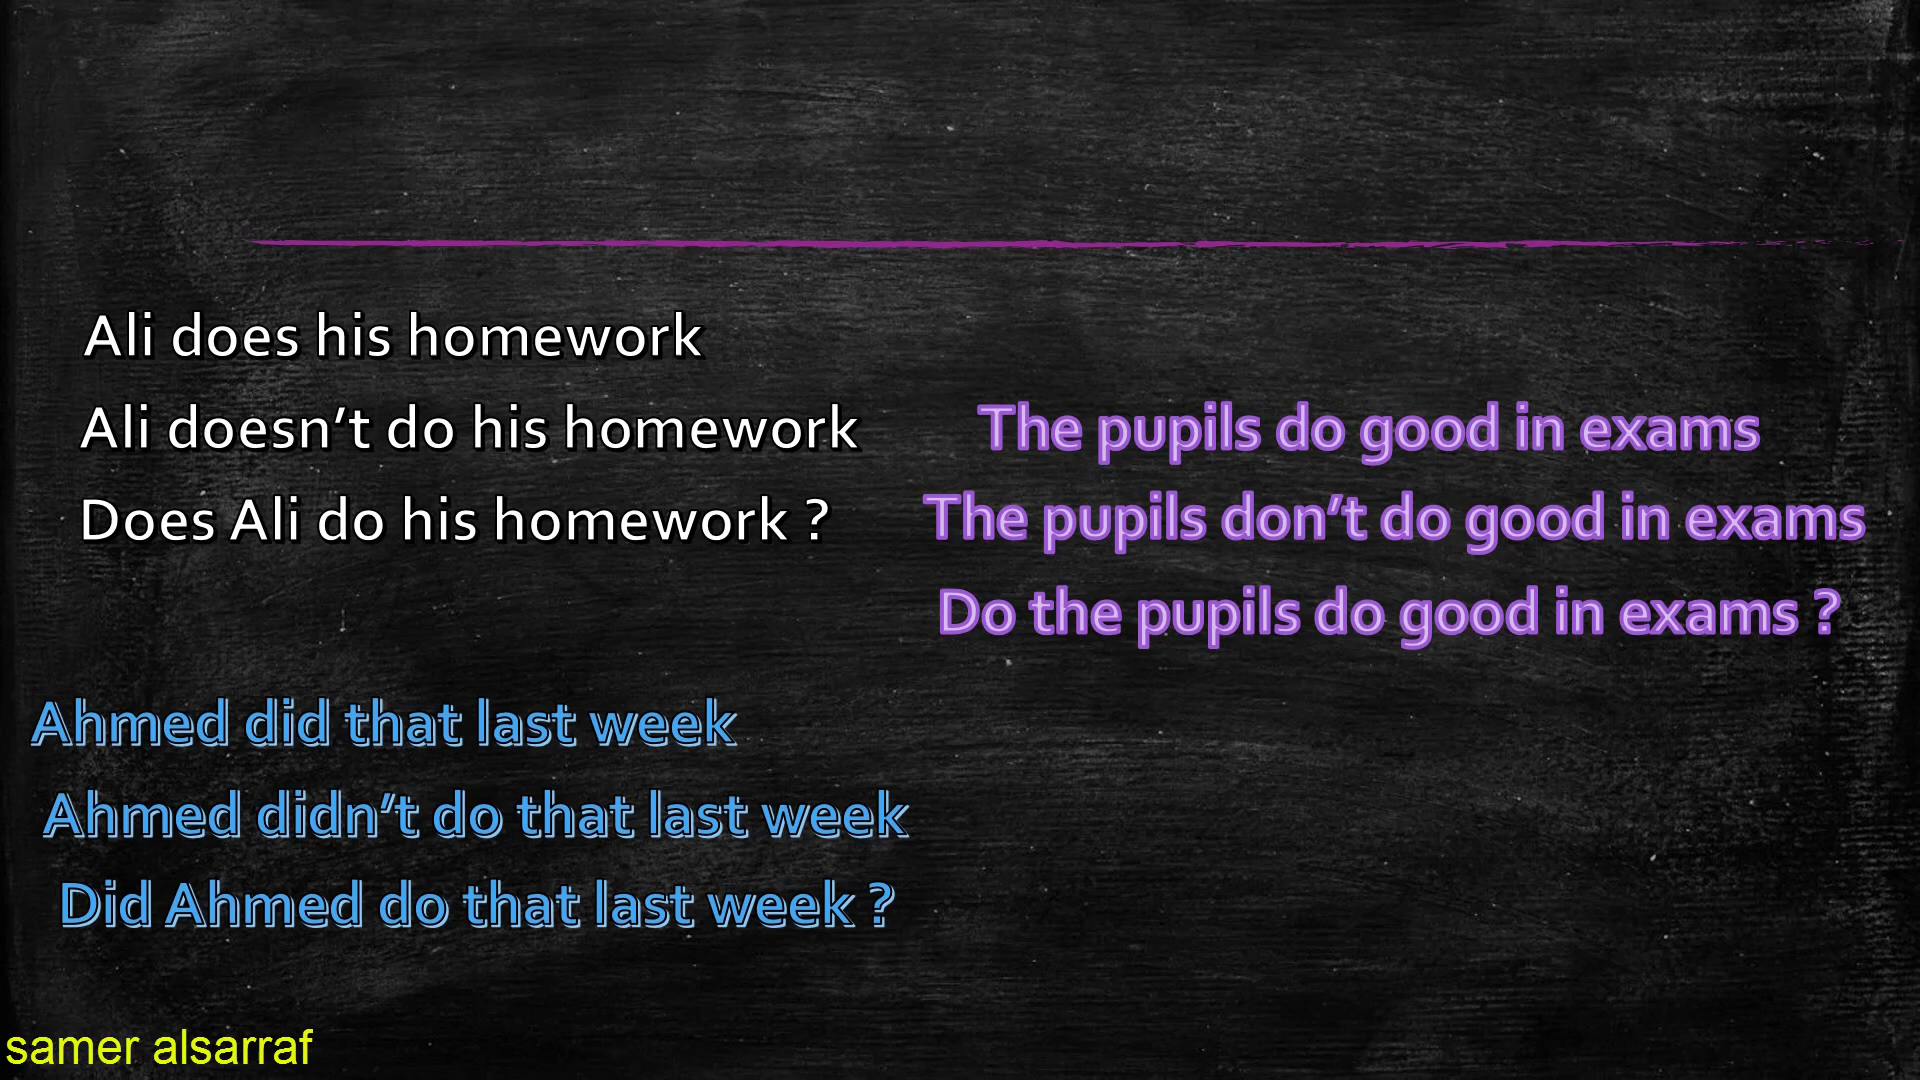 Ali does his homework
Ali doesn’t do his homework
Does Ali do his homework ?
The pupils do good in exams
The pupils don’t do good in exams
Do the pupils do good in exams ?
Ahmed did that last week
Ahmed didn’t do that last week
Did Ahmed do that last week ?
samer alsarraf